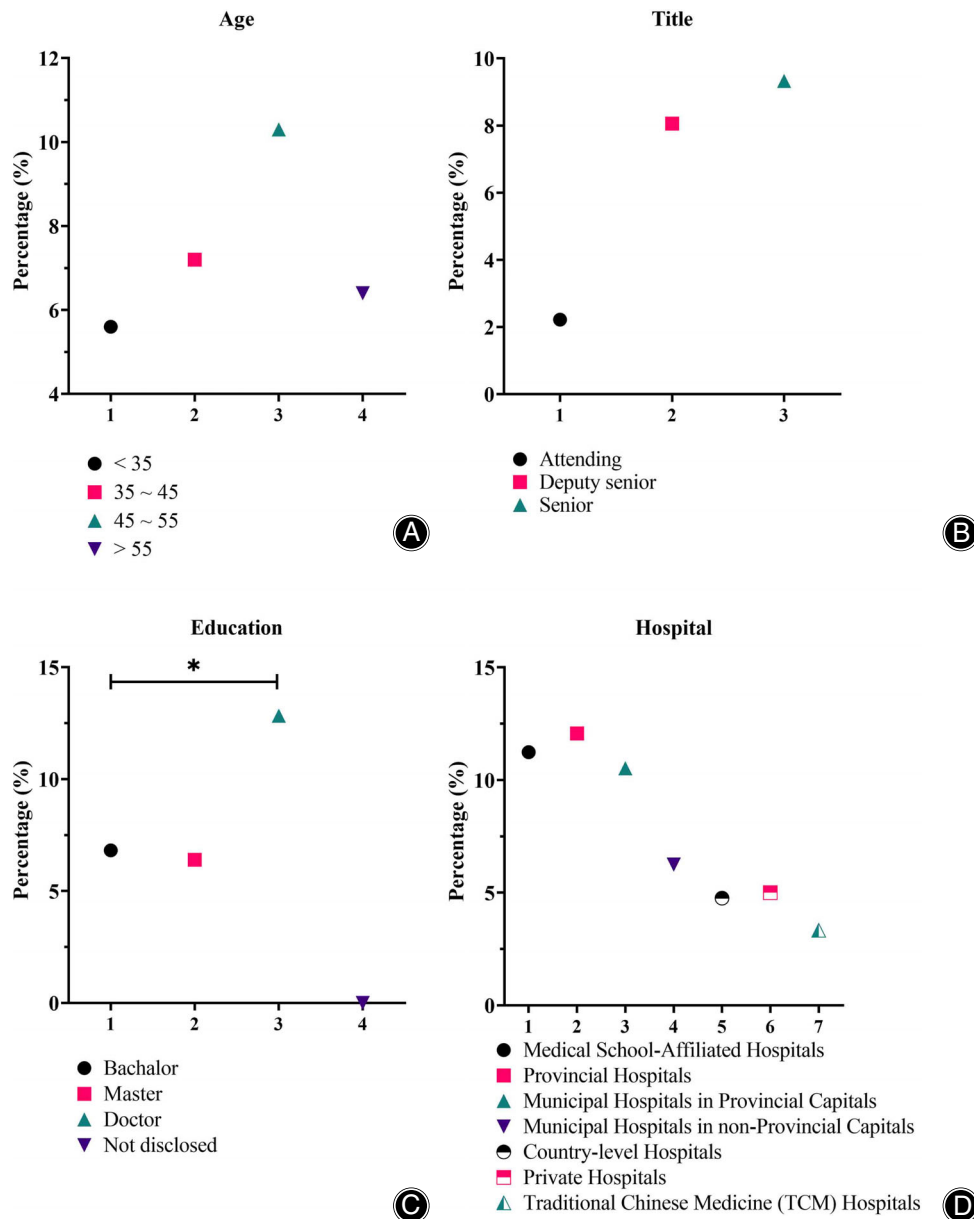 Age
Percentage (%)
12
10
8
6
4
1 2 3 4
< 35
35 ~ 45
45 ~ 55
> 55
A
Title
Percentage (%)
10
8
6
4
2
0
1 2 3
Attending
Deputy senior
Senior
B
Education
Percentage (%)
15
10
5
0
*
1 2 3 4
Bachalor
Master
Doctor
Not disclosed
C
Hospital
Percentage (%)
15
10
5
0
1 2 3 4 5 6 7
Medical School-Affiliated Hospitals
Provincial Hospitals
Municipal Hospitals in Provincial Capitals
Municipal Hospitals in non-Provincial Capitals
Country-level Hospitals
Private Hospitals
Traditional Chinese Medicine (TCM) Hospitals
D